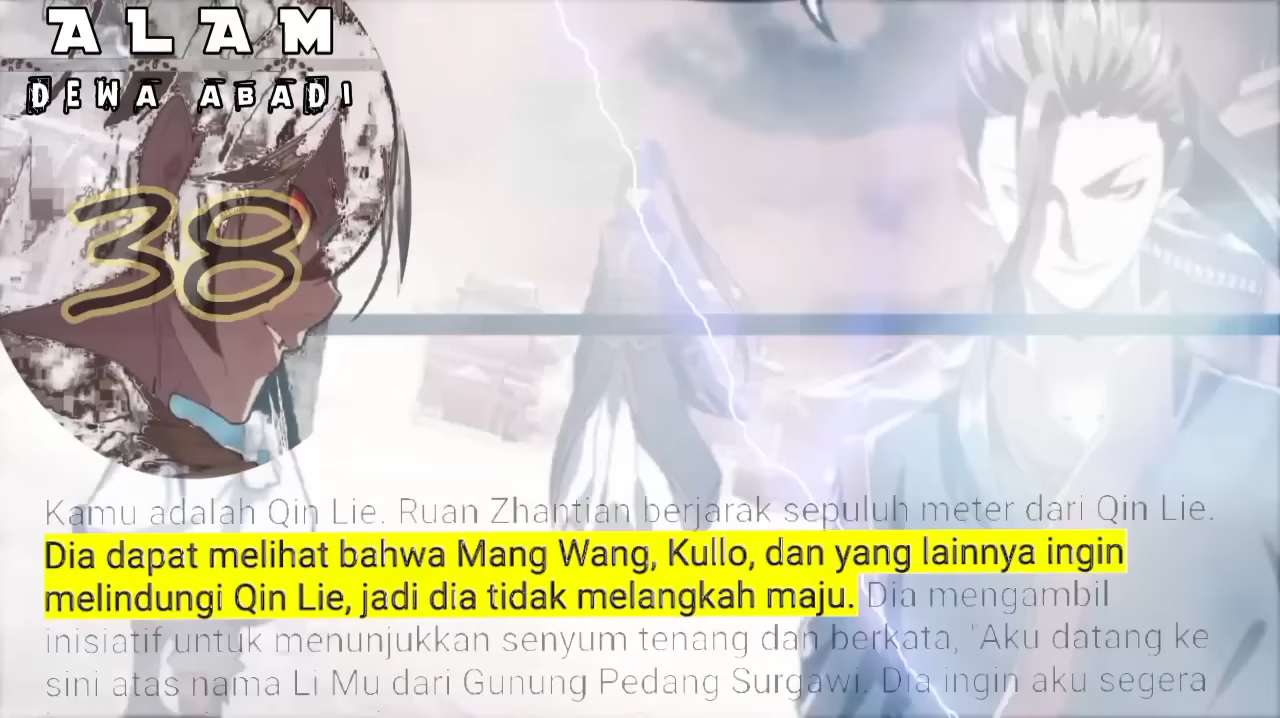 ALAM
DEWA ABADI
38
Kamu adalah Qin Lie. Ruan Zhantian berjarak sepuluh meter dari Qin Lie.
Dia dapat melihat bahwa Mang Wang, Kullo, dan yang lainnya ingin
melindungi Qin Lie, jadi dia tidak melangkah maju. Dia mengambil
inisiatif untuk menunjukkan senyum tenang dan berkata, "Aku datang ke
sini atas nama Li Mu dari Gunung Pedang Surgawi. Dia ingin aku segera